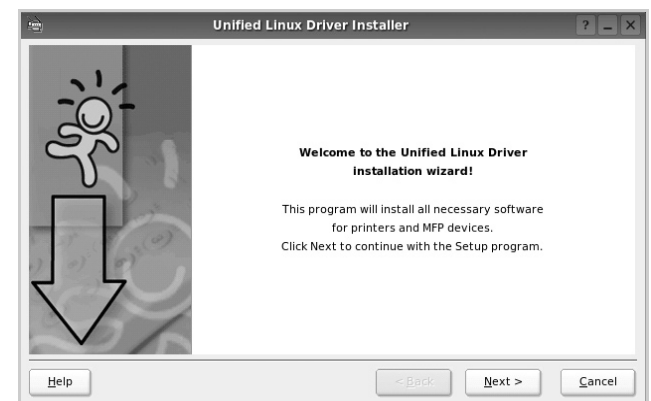 Unified Linux Driver Installer
? _ X
Welcome to the Unified Linux Driver
installation wizard!
This program will install all necessary software
for printers and MFP devices.
Click Next to continue with the Setup program.
Help
< Back
Next >
Cancel